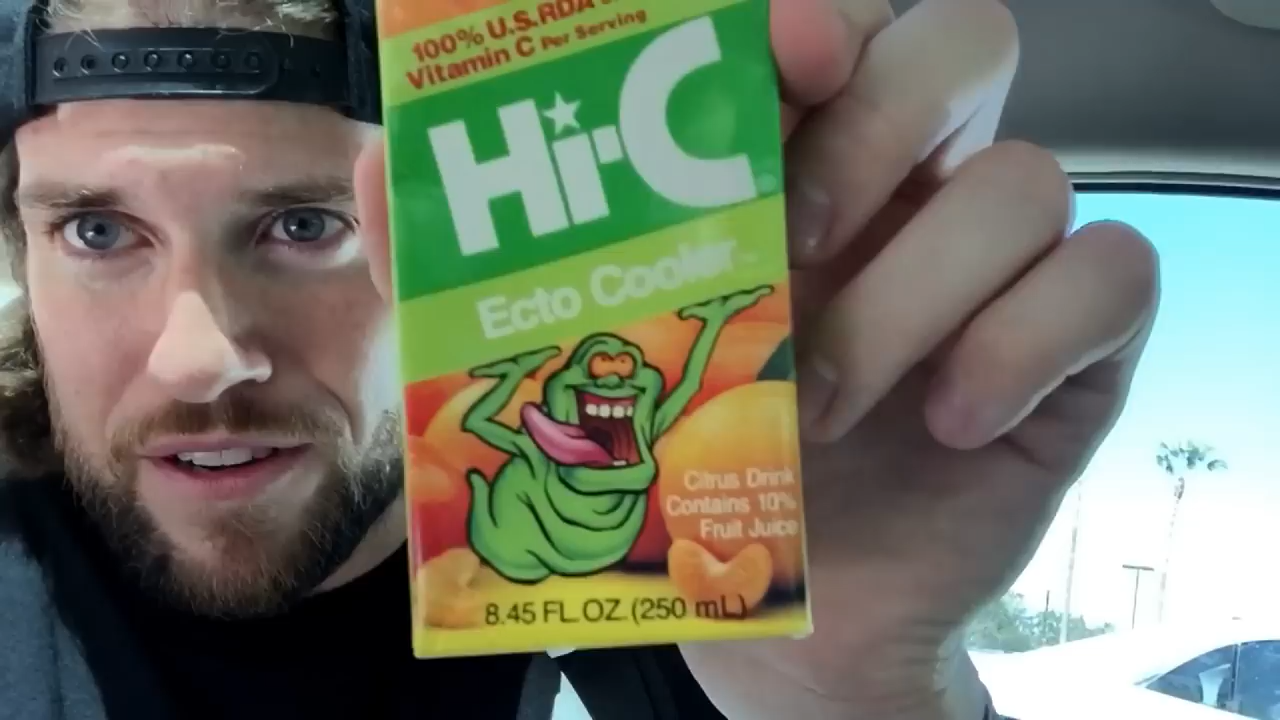 100% U.S.RDA
Vitamin C Per Serving
Hi-C
Ecto Cooler™
Citrus Drink
Contains 10%
Fruit Juice
8.45 FL.OZ.(250 mL)